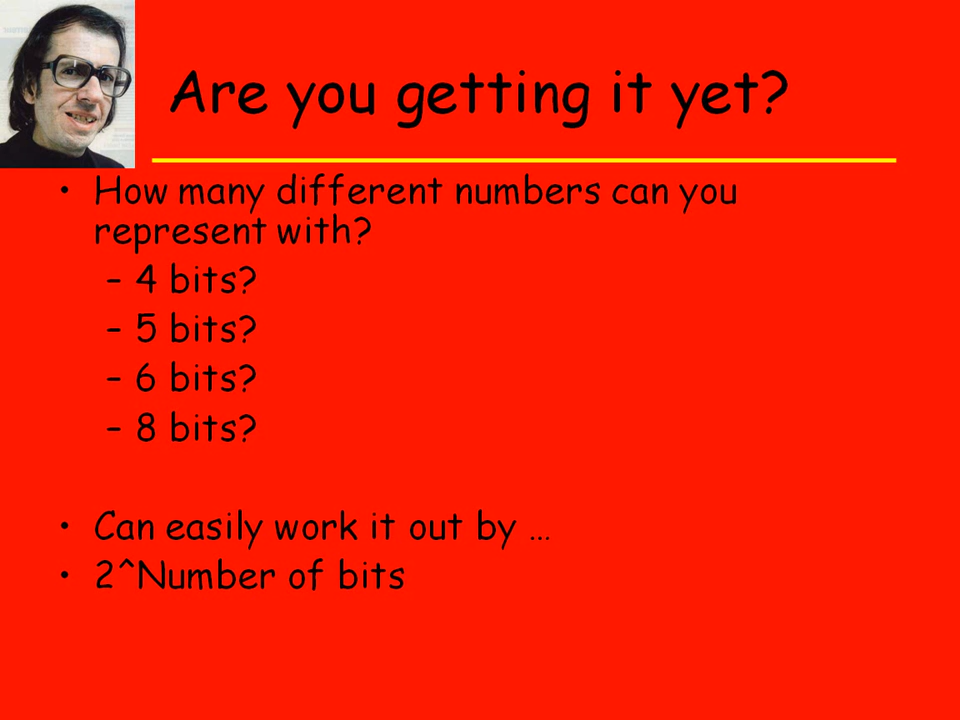 Are you getting it yet?
• How many different numbers can you
represent with?
– 4 bits?
– 5 bits?
– 6 bits?
– 8 bits?
• Can easily work it out by …
• 2^Number of bits